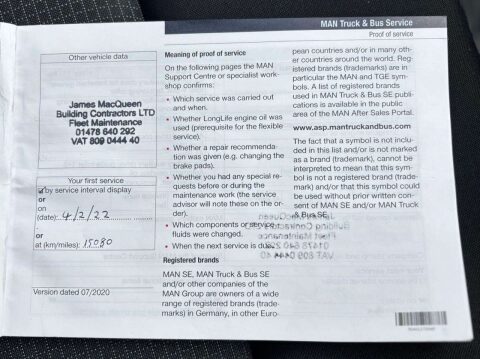 MAN Truck & Bus Service
Proof of service
Other vehicle data
James MacQueen
Building Contractors LTD
Fleet Maintenance
01478 640 292
VAT 809 0444 40
Your first service
by service interval display
or
on
(date): 4/2/22
or
at (km/miles): 15080
Version dated 07/2020
Meaning of proof of service
On the following pages the MAN
Support Centre or specialist work-
shop confirms:
• Which service was carried out
and when.
• Whether LongLife engine oil was
used (prerequisite for the flexible
service).
• Whether a repair recommenda-
tion was given (e.g. changing the
brake pads).
• Whether you had any special re-
quests before or during the
maintenance work (the service
advisor will note these on the or-
der).
• Which components or service
fluids were changed.
• When the next service is due.
Registered brands
MAN SE, MAN Truck & Bus SE
and/or other companies of the
MAN Group are owners of a wide
range of registered brands (trade-
marks) in Germany, in other Euro-
pean countries and/or in many oth-
er countries around the world. Reg-
istered brands (trademarks) are in
particular the MAN and TGE sym-
bols. A list of registered brands
used in MAN Truck & Bus SE publi-
cations is available in the public
area of the MAN After Sales Portal.
www.asp.mantruckandbus.com
The fact that a symbol is not includ-
ed in this list and/or is not marked
as a brand (trademark), cannot be
interpreted to mean that this sym-
bol is not a registered brand (trade-
mark) and/or that this symbol could
be used without prior written con-
sent of MAN SE and/or MAN Truck
& Bus SE.